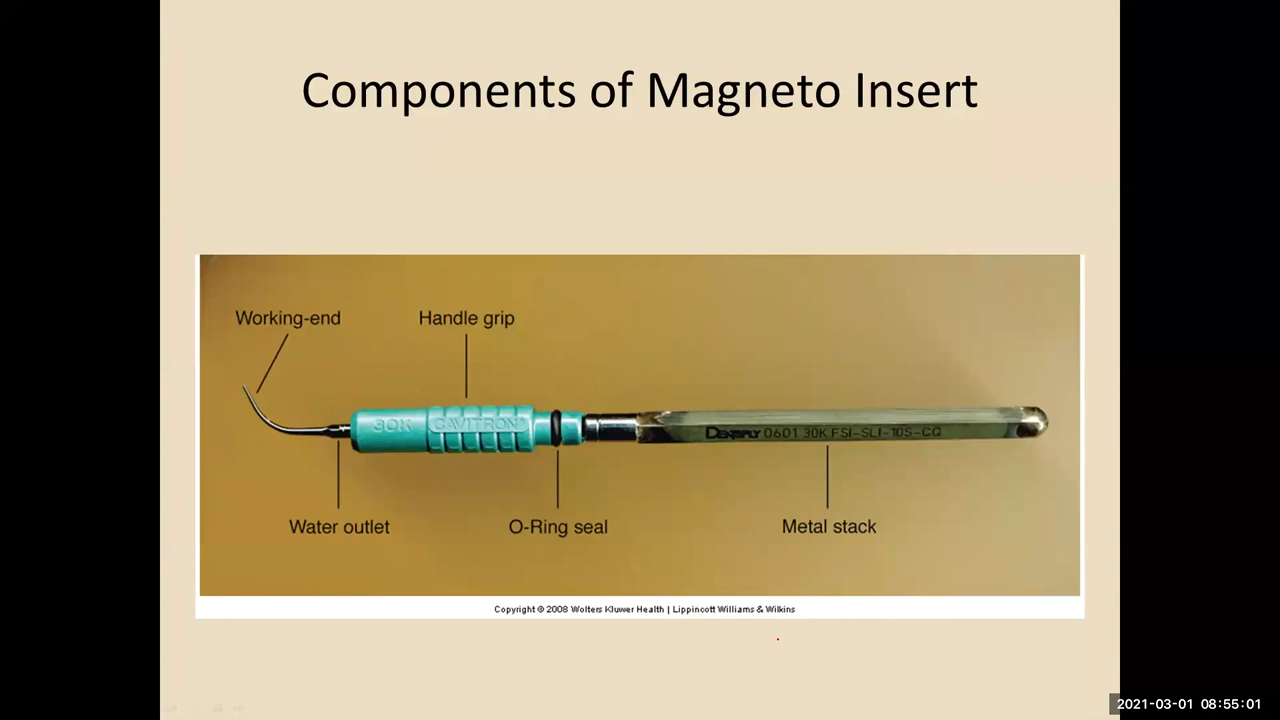 Components of Magneto Insert
Working-end
Handle grip
30K CAVITRON
DENTSPLY 0601 30K FSI-SLI-10S-CQ
Water outlet
O-Ring seal
Metal stack
Copyright © 2008 Wolters Kluwer Health | Lippincott Williams & Wilkins
2021-03-01 08:55:01